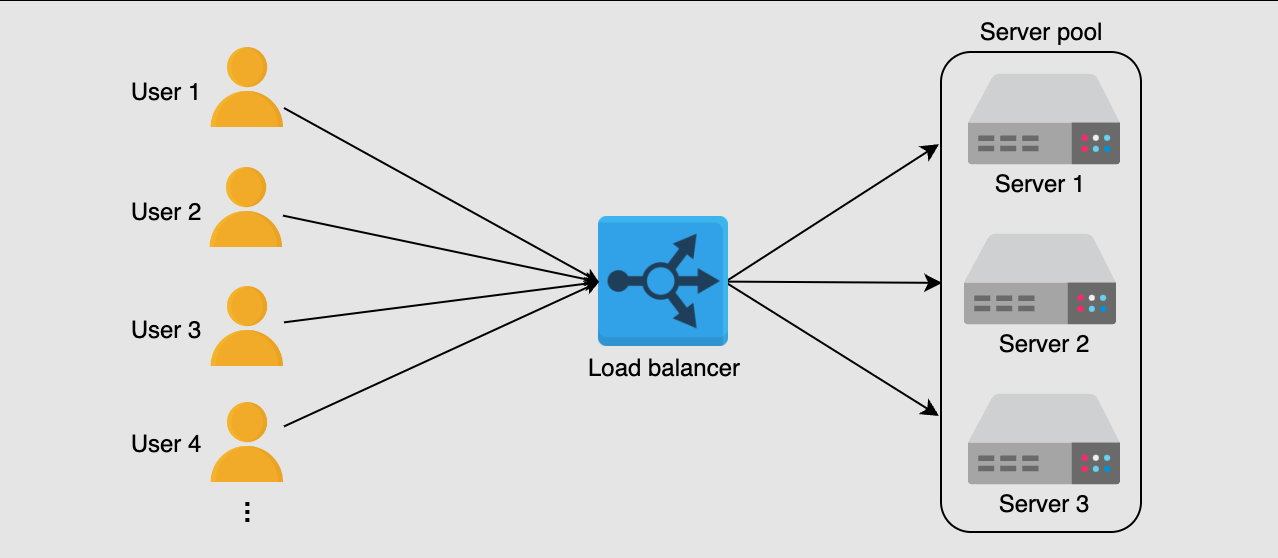 Server pool
User 1
User 2
User 3
User 4
Load balancer
Server 1
Server 2
Server 3